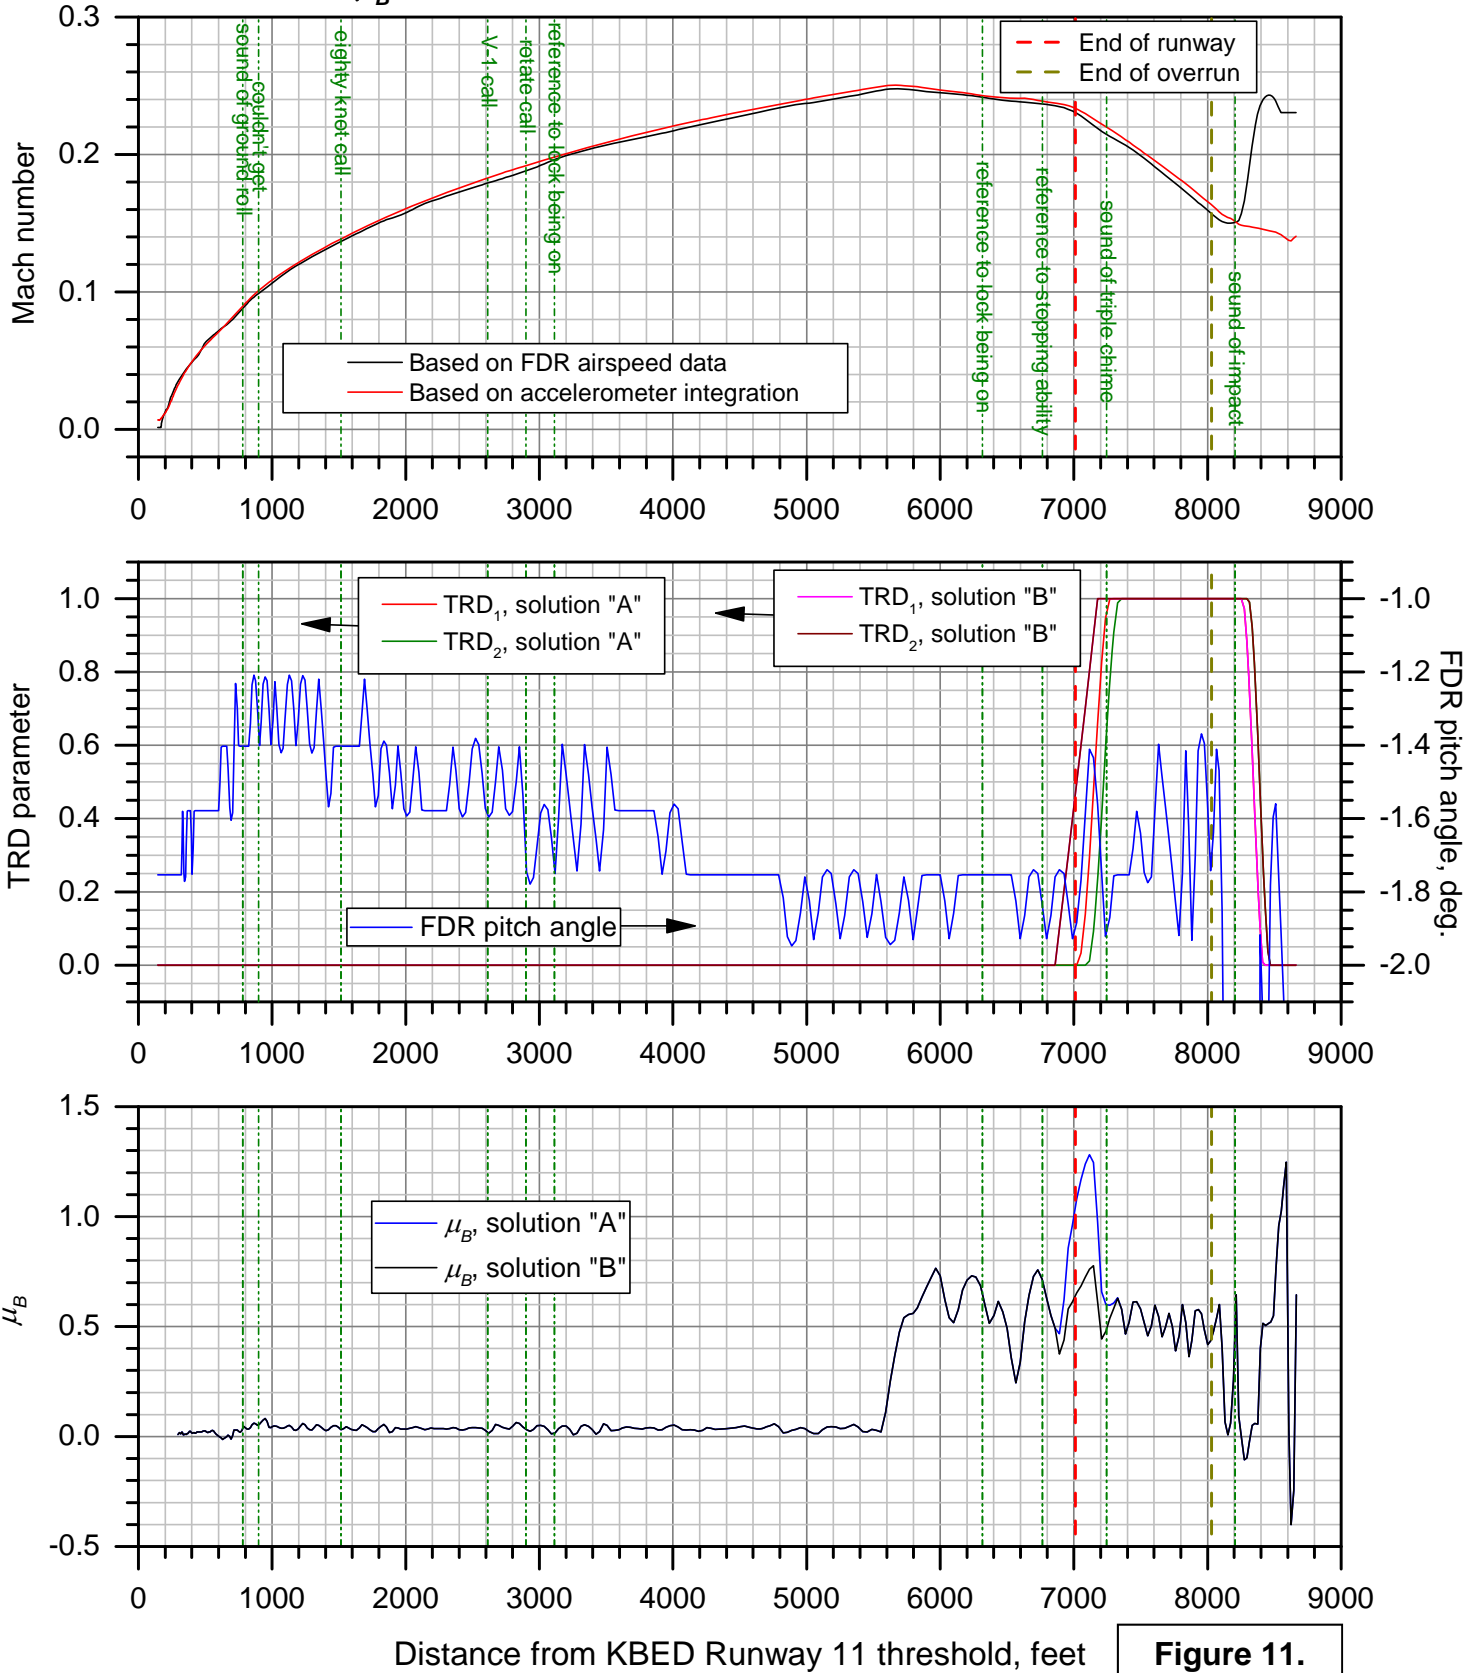 μB
0.3
0.2
0.1
0.0
Mach number
sound of ground roll
couldn't get
eighty knot call
V-1 call
rotate call
reference to lock being on
reference to lock being on
reference to stopping ability
sound of triple chime
sound of impact
End of runway
End of overrun
Based on FDR airspeed data
Based on accelerometer integration
0 1000 2000 3000 4000 5000 6000 7000 8000 9000
1.0
0.8
0.6
0.4
0.2
0.0
TRD parameter
TRD1, solution "A"
TRD2, solution "A"
TRD1, solution "B"
TRD2, solution "B"
FDR pitch angle
-1.0
-1.2
-1.4
-1.6
-1.8
-2.0
FDR pitch angle, deg.
0 1000 2000 3000 4000 5000 6000 7000 8000 9000
1.5
1.0
0.5
0.0
-0.5
μB
μB, solution "A"
μB, solution "B"
0 1000 2000 3000 4000 5000 6000 7000 8000 9000
Distance from KBED Runway 11 threshold, feet
Figure 11.